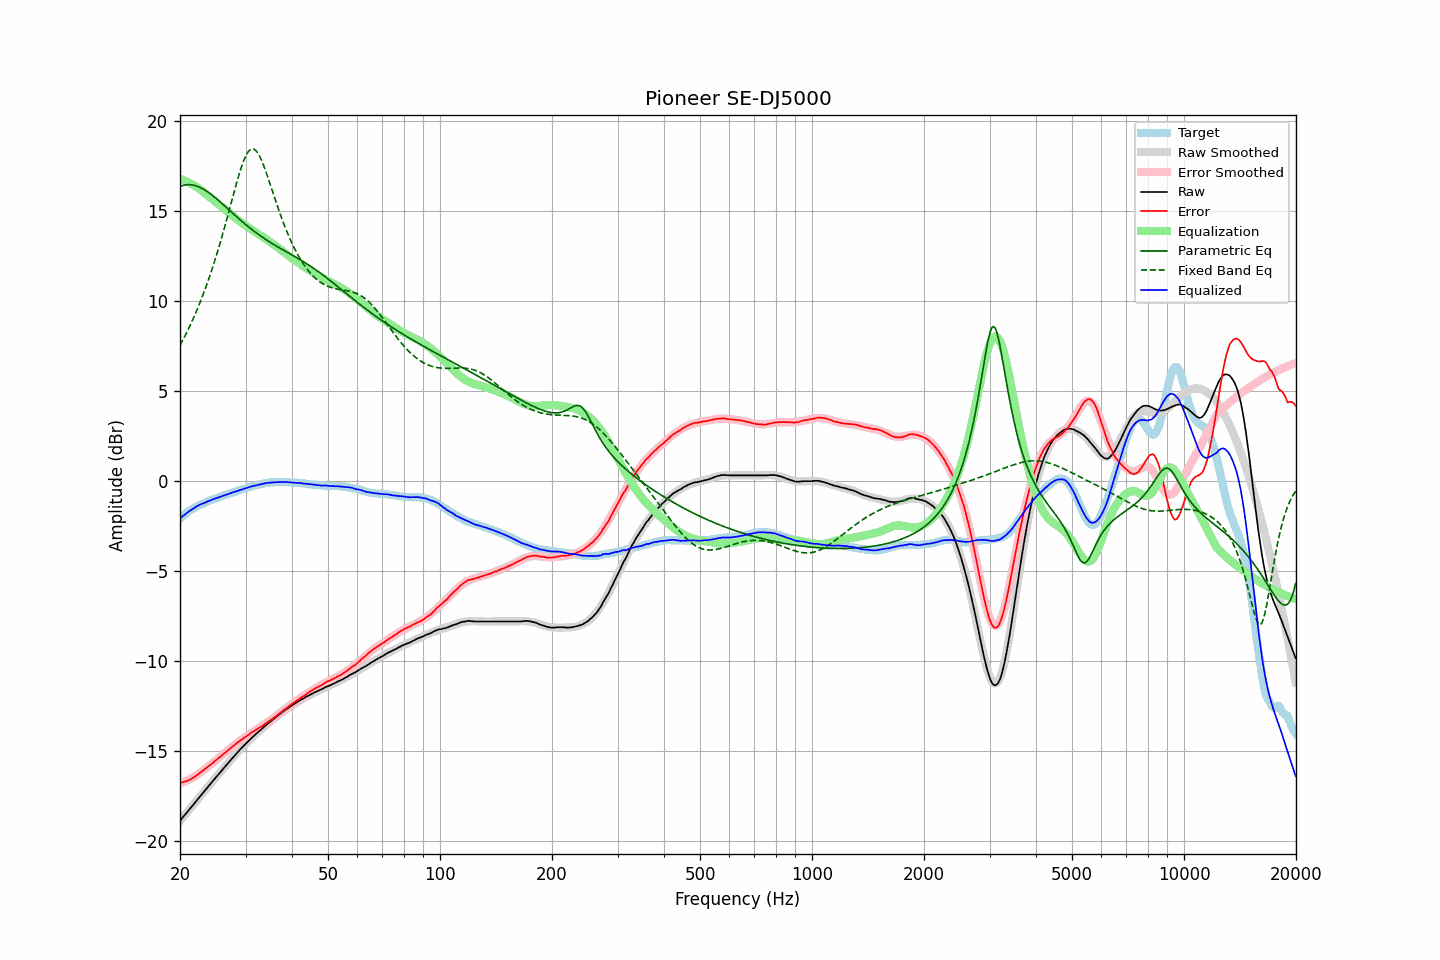 Pioneer SE-DJ5000
Target
Raw Smoothed
Error Smoothed
Raw
Error
Equalization
Parametric Eq
Fixed Band Eq
Equalized
20
15
10
5
0
−5
−10
−15
−20
Amplitude (dBr)
20 50 100 200 500 1000 2000 5000 10000 20000
Frequency (Hz)